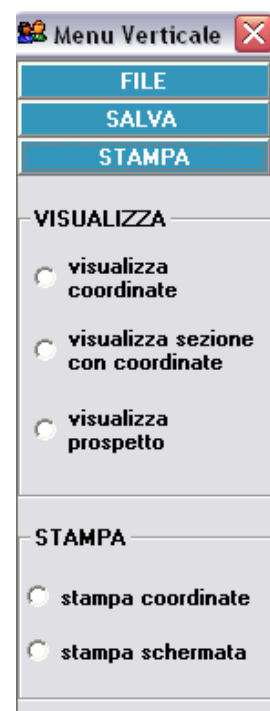 Menu Verticale
FILE
SALVA
STAMPA
VISUALIZZA
visualizza
coordinate
visualizza sezione
con coordinate
visualizza
prospetto
STAMPA
stampa coordinate
stampa schermata